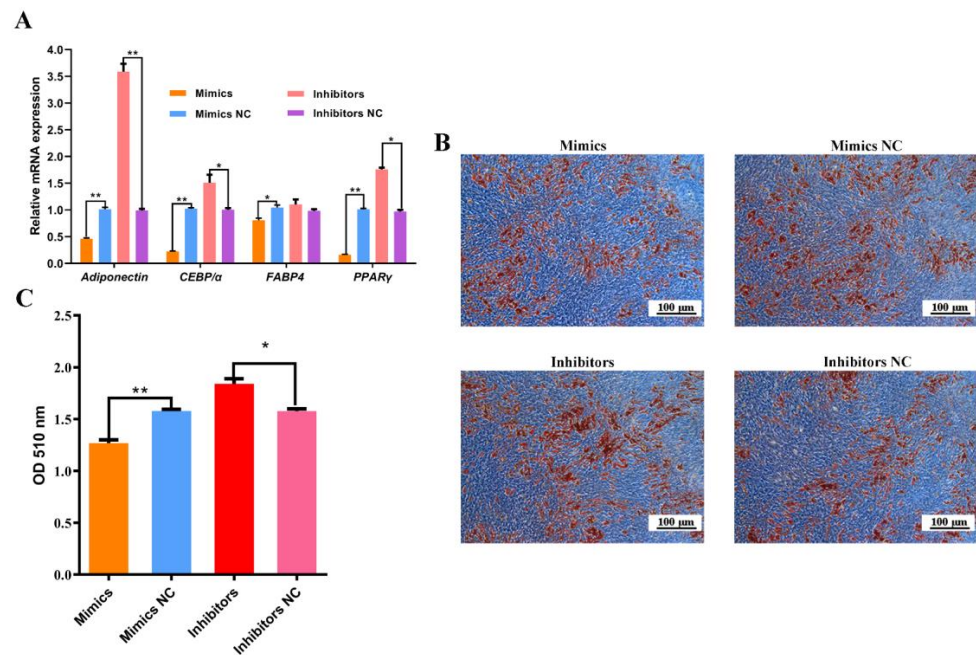 A
Relative mRNA expression
4.0
3.5
3.0
2.5
2.0
1.5
1.0
0.5
0.0
**
**
**
*
*
**
*
Mimics
Mimics NC
Inhibitors
Inhibitors NC
Adiponectin
CEBP/α
FABP4
PPARγ
B
Mimics
100 μm
Mimics NC
100 μm
Inhibitors
100 μm
Inhibitors NC
100 μm
C
OD 510 nm
2.5
2.0
1.5
1.0
0.5
0.0
**
*
Mimics
Mimics NC
Inhibitors
Inhibitors NC